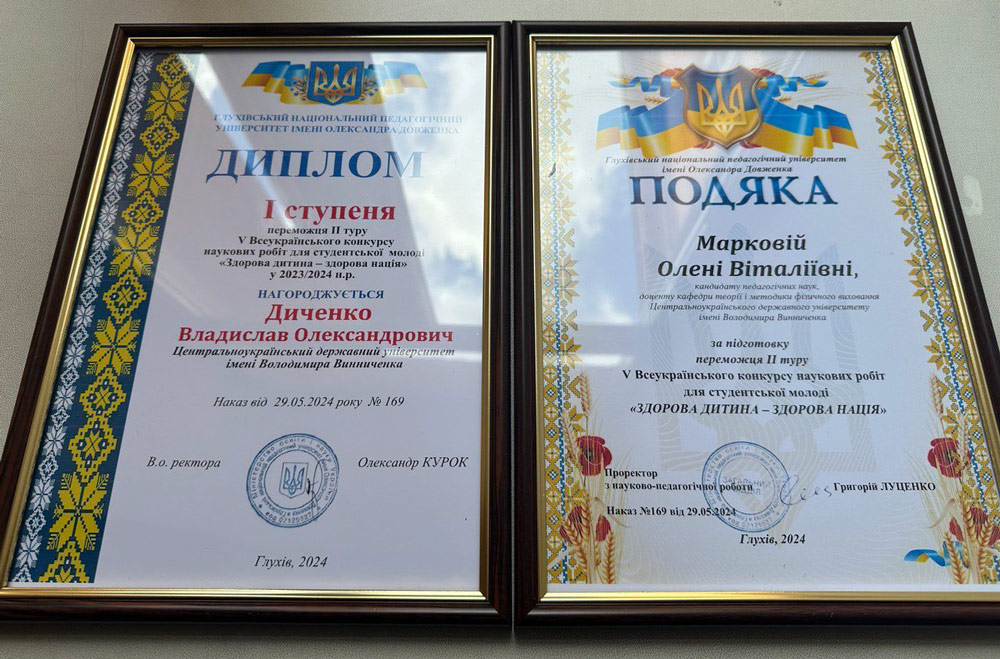 ГЛУХІВСЬКИЙ НАЦІОНАЛЬНИЙ ПЕДАГОГІЧНИЙ
УНІВЕРСИТЕТ ІМЕНІ ОЛЕКСАНДРА ДОВЖЕНКА
ДИПЛОМ
І ступеня
переможця ІІ туру
V Всеукраїнського конкурсу
наукових робіт для студентської молоді
«Здорова дитина – здорова нація»
у 2023/2024 н.р.
НАГОРОДЖУЄТЬСЯ
Диченко
Владислав Олександрович
Центральноукраїнський державний університет
імені Володимира Винниченка
Наказ від 29.05.2024 року № 169
В.о. ректора Олександр КУРОК
Глухів, 2024
Глухівський національний педагогічний університет
імені Олександра Довженка
ПОДЯКА
Марковій
Олені Віталіївні,
кандидату педагогічних наук,
доценту кафедри теорії і методики фізичного виховання
Центральноукраїнського державного університету
імені Володимира Винниченка
за підготовку
переможця ІІ туру
V Всеукраїнського конкурсу наукових робіт
для студентської молоді
«ЗДОРОВА ДИТИНА – ЗДОРОВА НАЦІЯ»
Проректор
з науково-педагогічної роботи Григорій ЛУЦЕНКО
Наказ №169 від 29.05.2024
Глухів, 2024